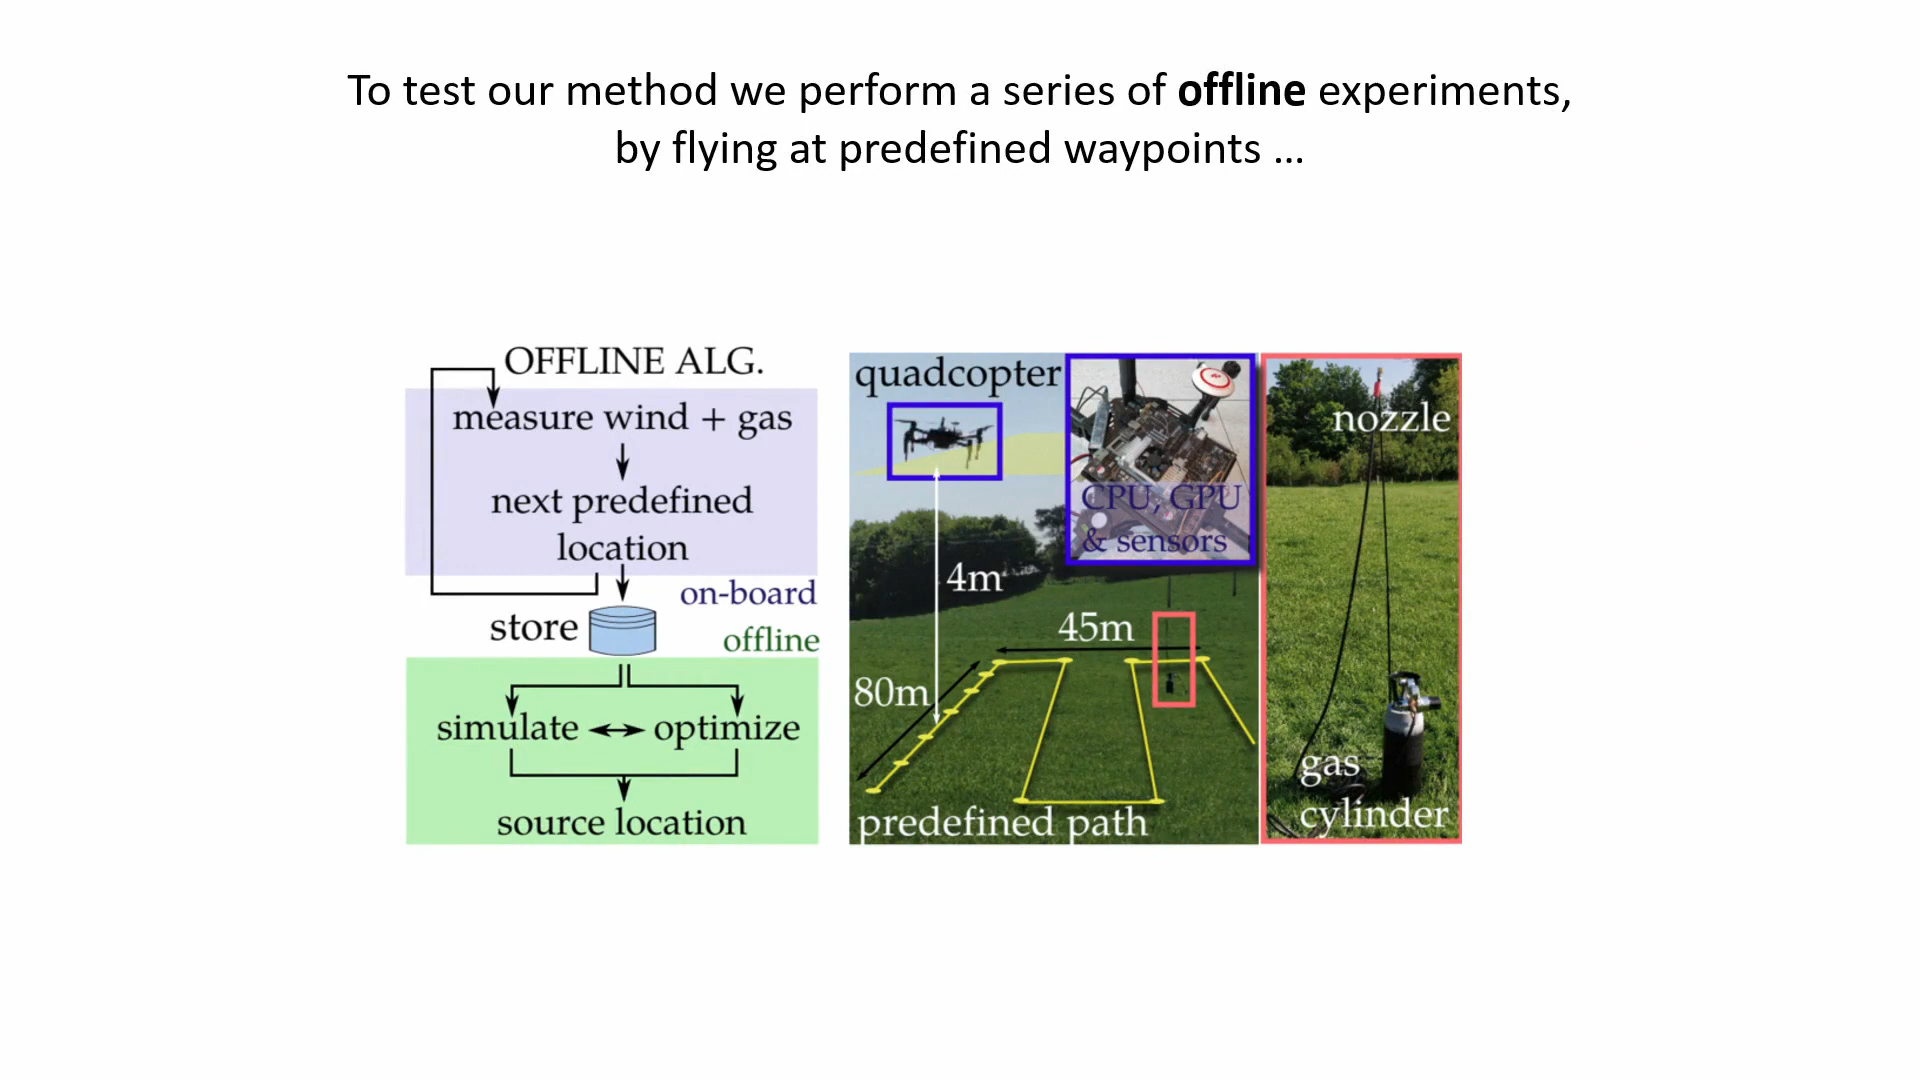 To test our method we perform a series of offline experiments,
by flying at predefined waypoints ...
OFFLINE ALG.
measure wind + gas
next predefined
location
on-board
store
offline
simulate
optimize
source location
quadcopter
CPU, GPU
& sensors
4m
45m
80m
predefined path
nozzle
gas
cylinder